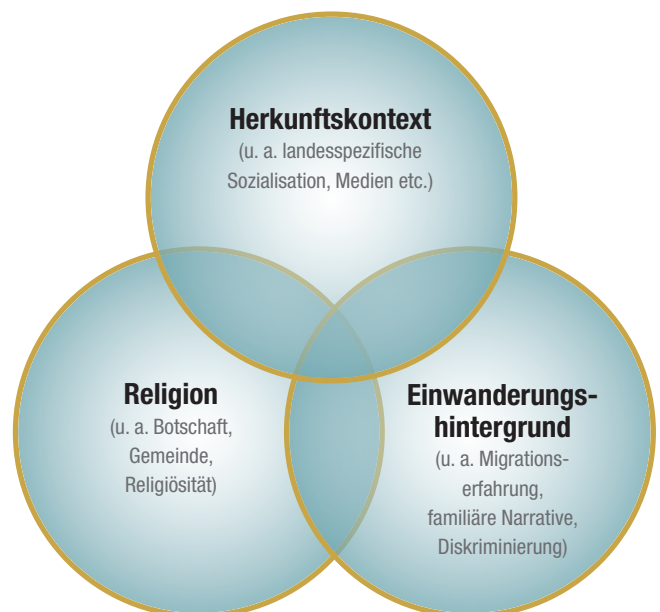 Herkunftskontext
(u. a. landesspezifische
Sozialisation, Medien etc.)
Religion
(u. a. Botschaft,
Gemeinde,
Religiösität)
Einwanderungs-
hintergrund
(u. a. Migrations-
erfahrung,
familiäre Narrative,
Diskriminierung)